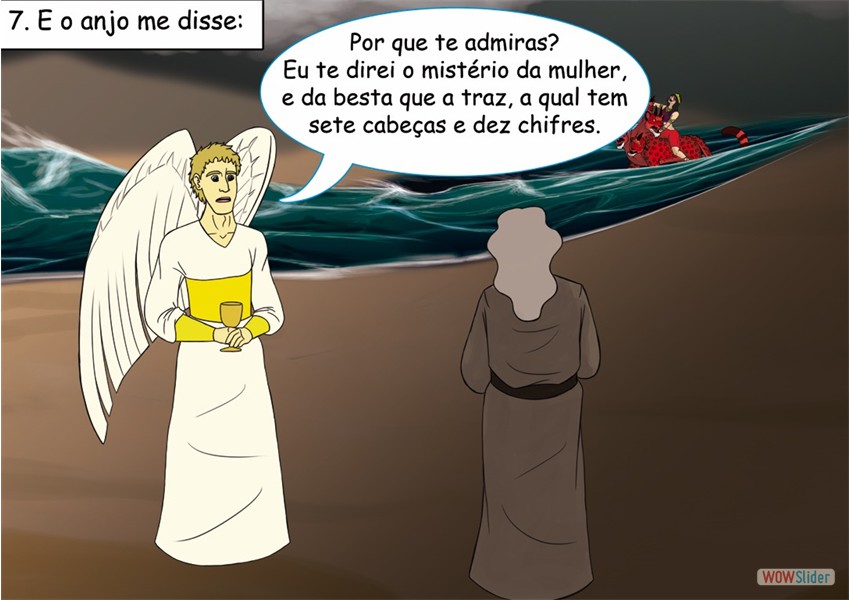 7. E o anjo me disse:
Por que te admiras?
Eu te direi o mistério da mulher,
e da besta que a traz, a qual tem
sete cabeças e dez chifres.
WOWSlider